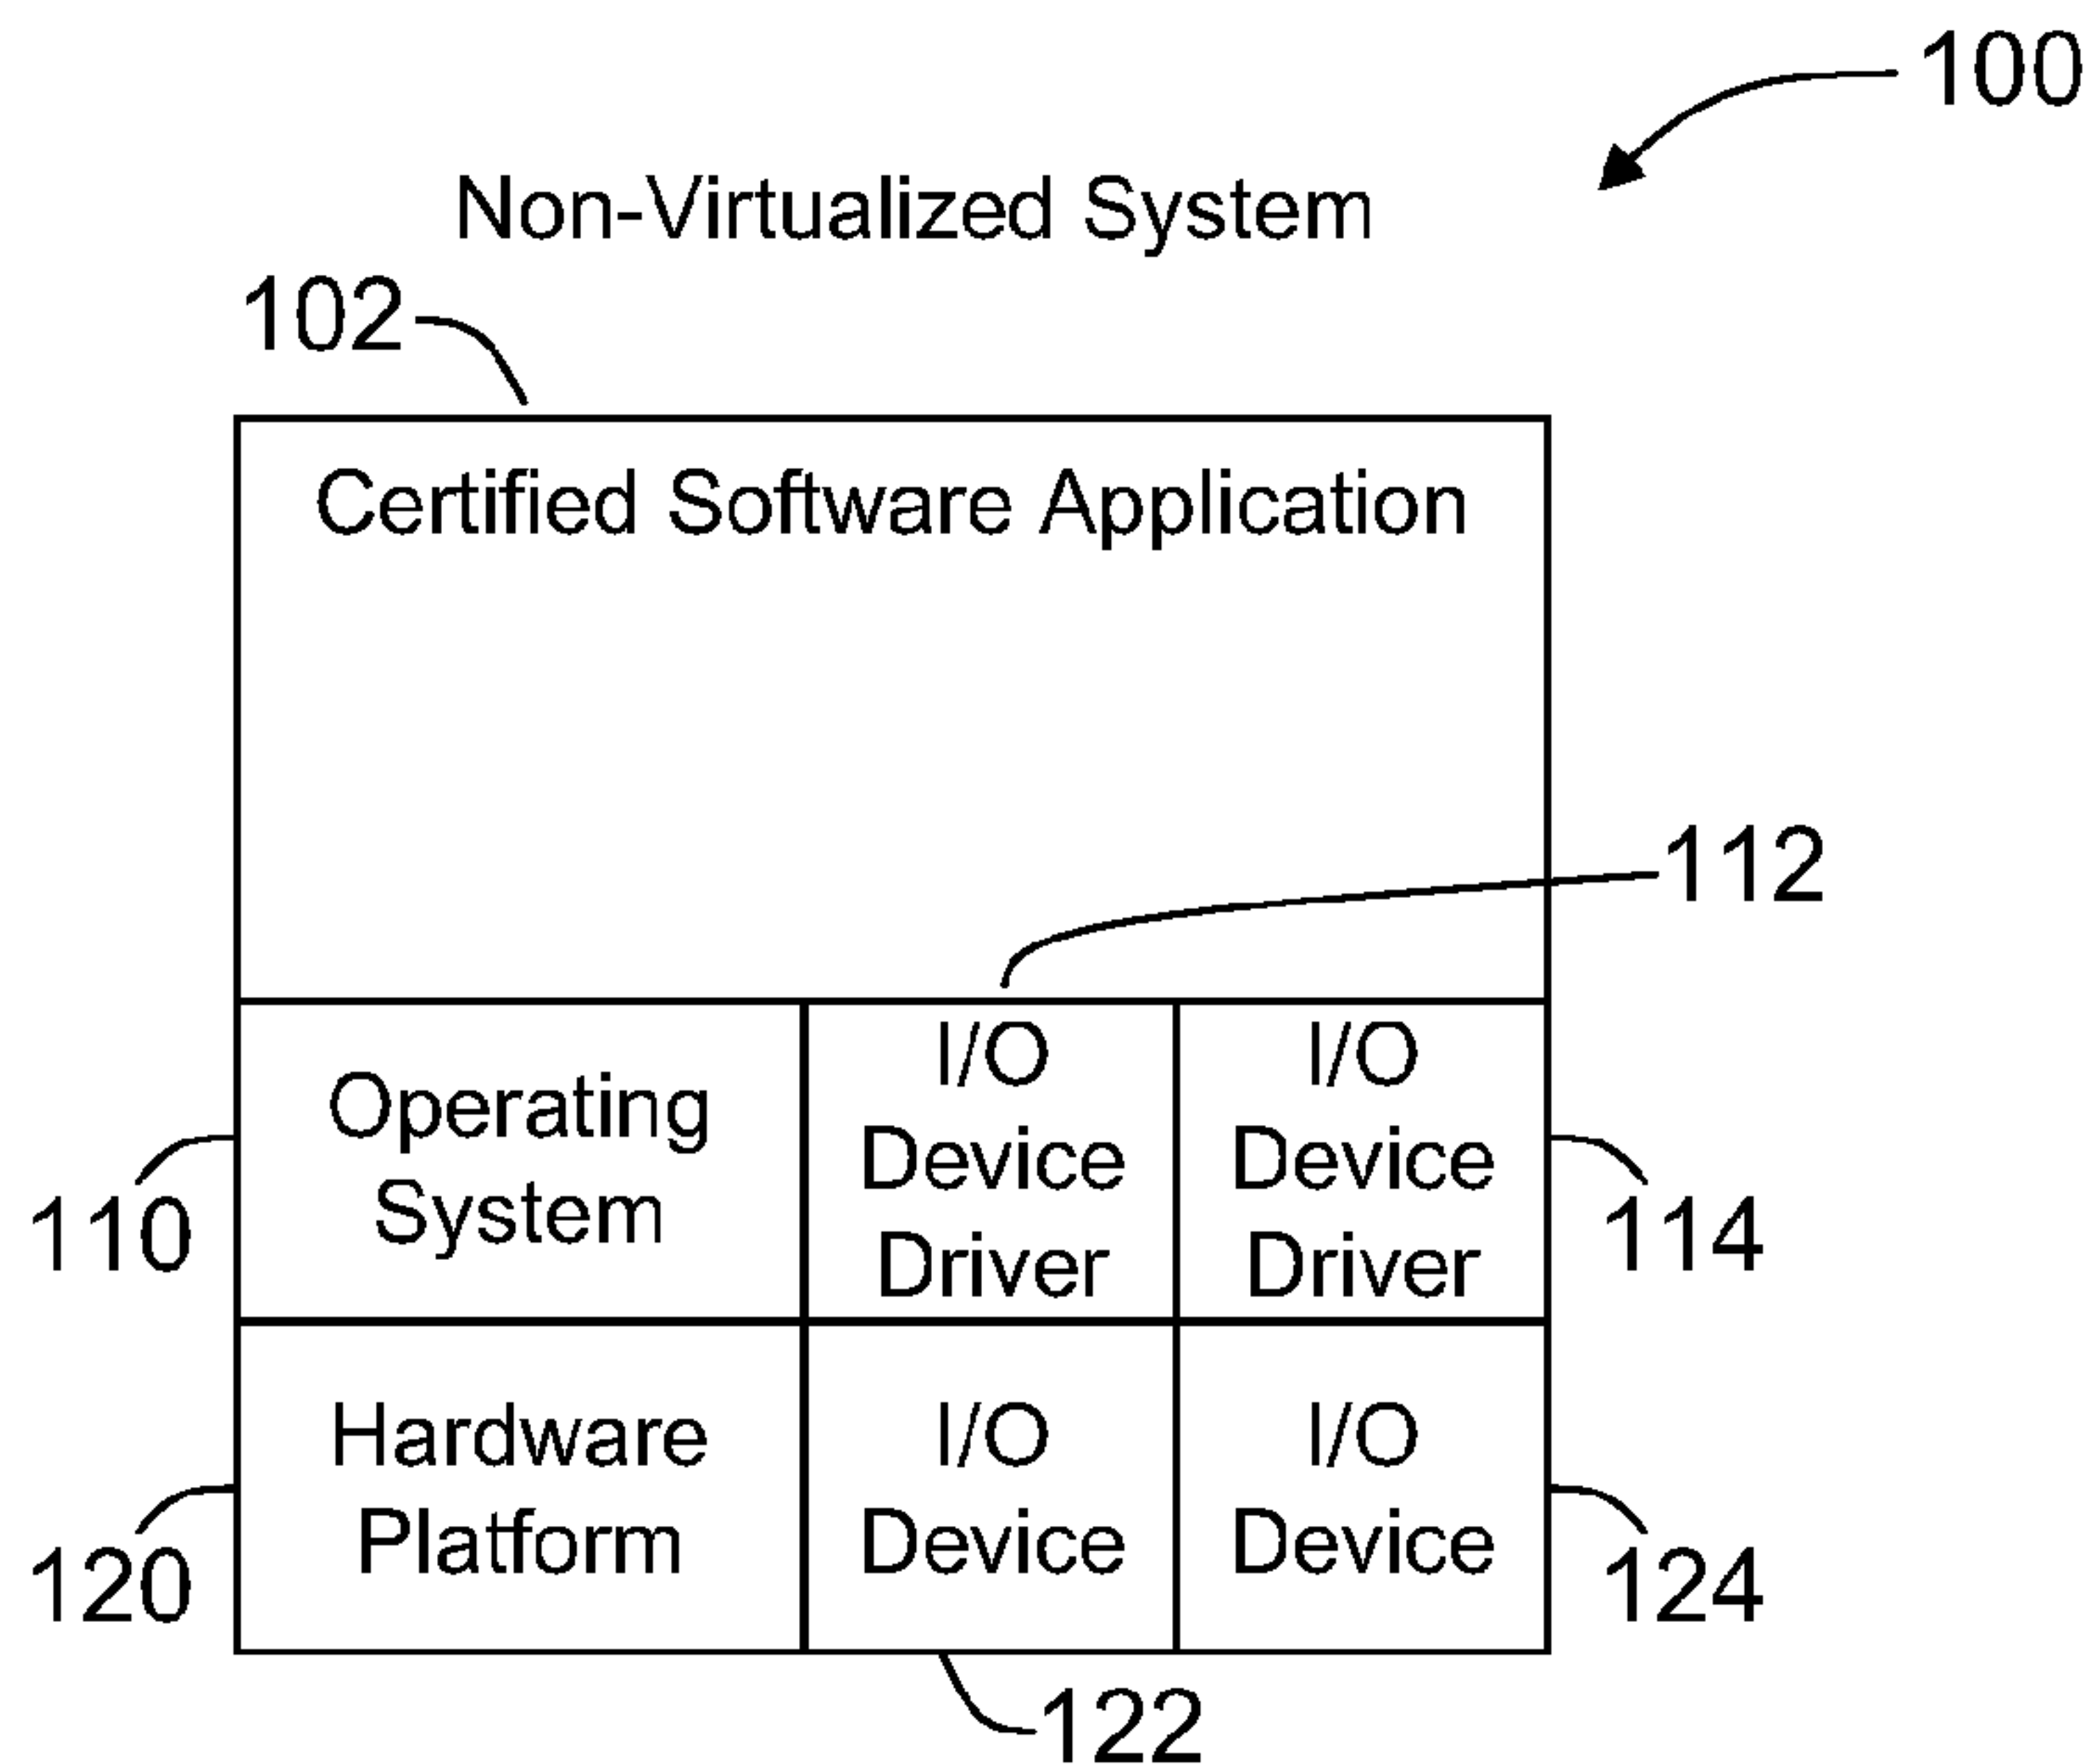 100
Non-Virtualized System
102
Certified Software Application
112
Operating
System
I/O
Device
Driver
I/O
Device
Driver
110
114
Hardware
Platform
I/O
Device
I/O
Device
120
124
122